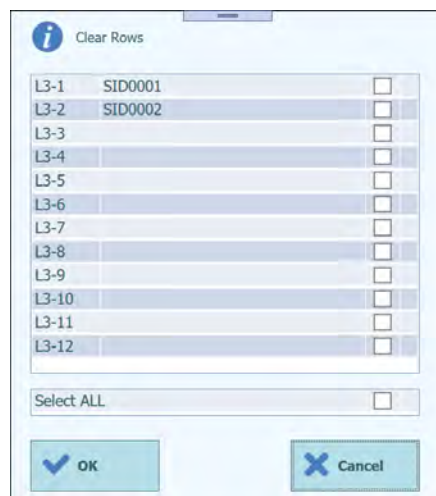 Clear Rows
L3-1 SID0001
L3-2 SID0002
L3-3
L3-4
L3-5
L3-6
L3-7
L3-8
L3-9
L3-10
L3-11
L3-12
Select ALL
OK Cancel